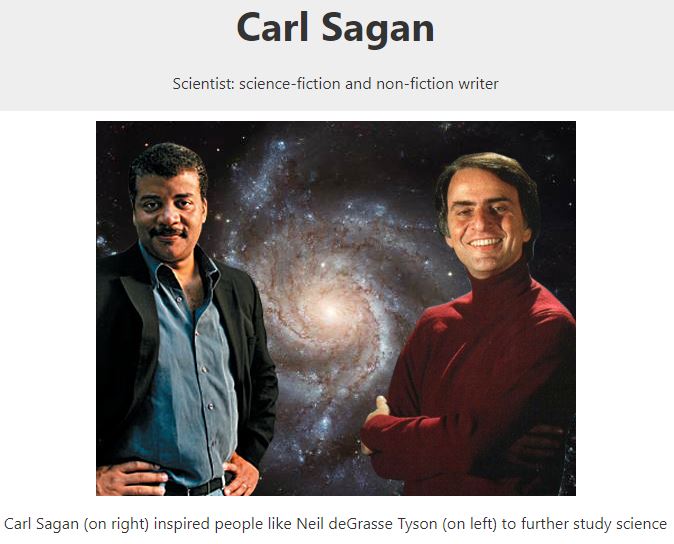 Carl Sagan
Scientist: science-fiction and non-fiction writer
Carl Sagan (on right) inspired people like Neil deGrasse Tyson (on left) to further study science